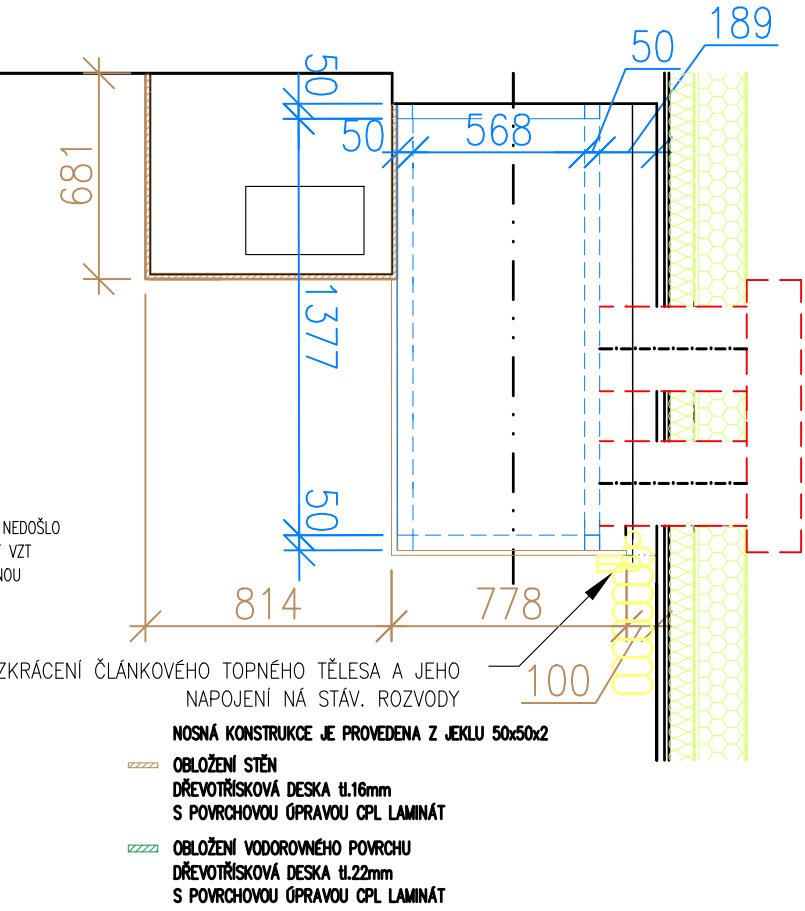 189
50
50
50
568
681
1377
50
NEDOŠLO
VZT
NOU
814
778
ZKRÁCENÍ ČLÁNKOVÉHO TOPNÉHO TĚLESA A JEHO
NAPOJENÍ NÁ STÁV. ROZVODY
100
NOSNÁ KONSTRUKCE JE PROVEDENA Z JEKLU 50x50x2
OBLOŽENÍ STĚN
DŘEVOTŘÍSKOVÁ DESKA tl.16mm
S POVRCHOVOU ÚPRAVOU CPL LAMINÁT
OBLOŽENÍ VODOROVNÉHO POVRCHU
DŘEVOTŘÍSKOVÁ DESKA tl.22mm
S POVRCHOVOU ÚPRAVOU CPL LAMINÁT